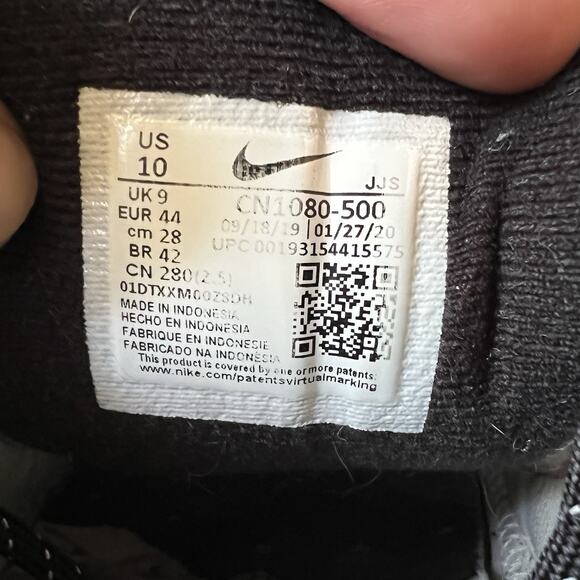 US
10
JJS
UK 9
CN1080-500
EUR 44
09/18/19 01/27/20
cm 28
UPC 00193154415575
BR 42
CN 280(2.5)
MADE IN INDONESIA
HECHO EN INDONESIA
FABRIQUE EN INDONESIE
FABRICADO NA INDONÉSIA
This product is covered by one or more patents:
www.nike.com/patentsvirtualmarking